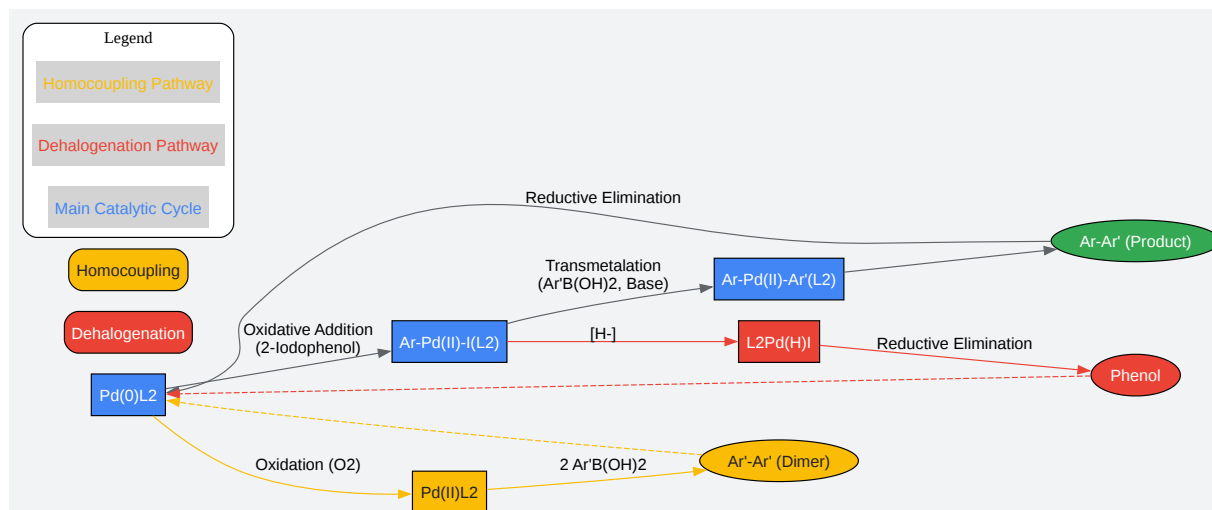 Legend
Homocoupling Pathway
Dehalogenation Pathway
Main Catalytic Cycle
Homocoupling
Dehalogenation
Reductive Elimination
Ar-Ar' (Product)
Transmetalation
(Ar'B(OH)2, Base)
Ar-Pd(II)-Ar'(L2)
Oxidative Addition
(2-Iodophenol)
Ar-Pd(II)-I(L2)
[H-]
L2Pd(H)I
Reductive Elimination
Phenol
Pd(0)L2
Oxidation (O2)
Pd(II)L2
2 Ar'B(OH)2
Ar'-Ar' (Dimer)